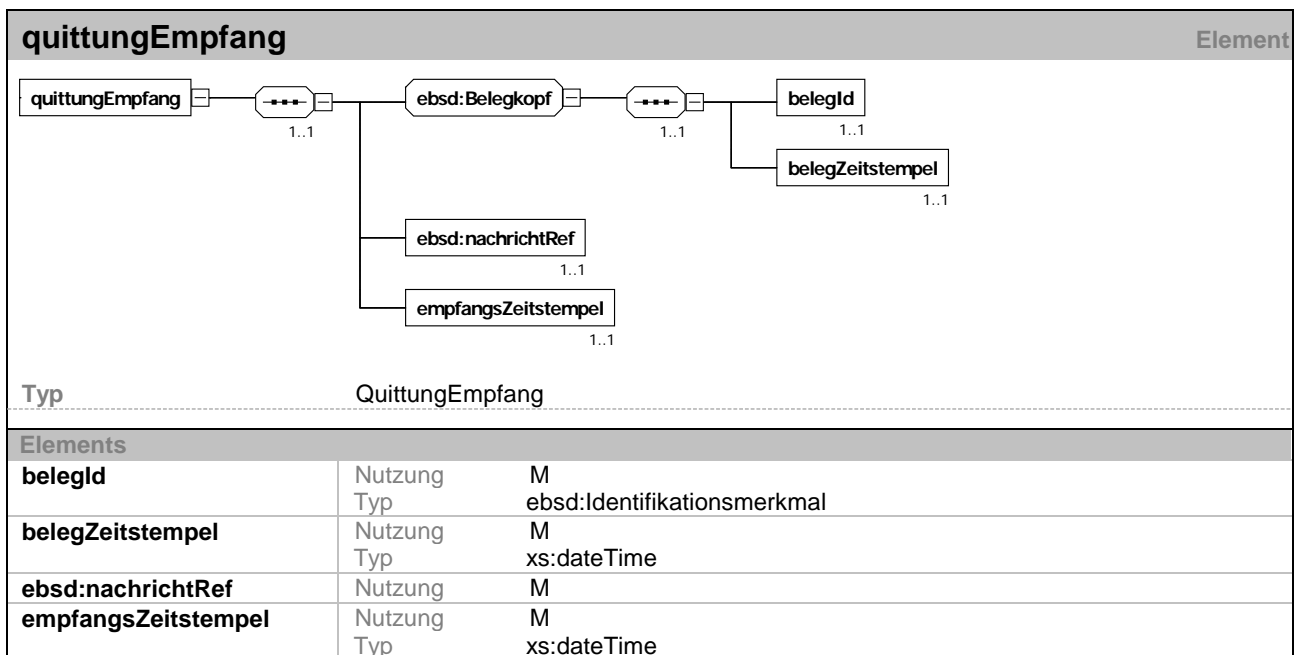 quittungEmpfang Element
quittungEmpfang ebsd:Belegkopf belegId
1..1 1..1 1..1
belegZeitstempel
1..1
ebsd:nachrichtRef
1..1
empfangsZeitstempel
1..1
Typ QuittungEmpfang
Elements
belegId Nutzung M
Typ ebsd:Identifikationsmerkmal
belegZeitstempel Nutzung M
Typ xs:dateTime
ebsd:nachrichtRef Nutzung M
empfangsZeitstempel Nutzung M
Typ xs:dateTime